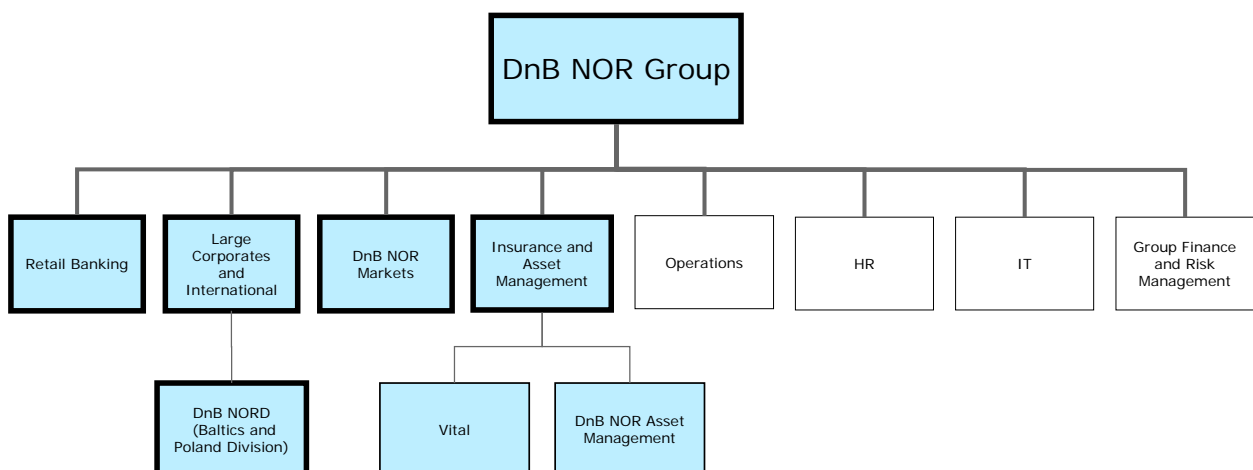 DnB NOR Group
Retail Banking
Large
Corporates
and
International
DnB NOR
Markets
Insurance and
Asset
Management
Operations
HR
IT
Group Finance
and Risk
Management
DnB NORD
(Baltics and
Poland Division)
Vital
DnB NOR Asset
Management